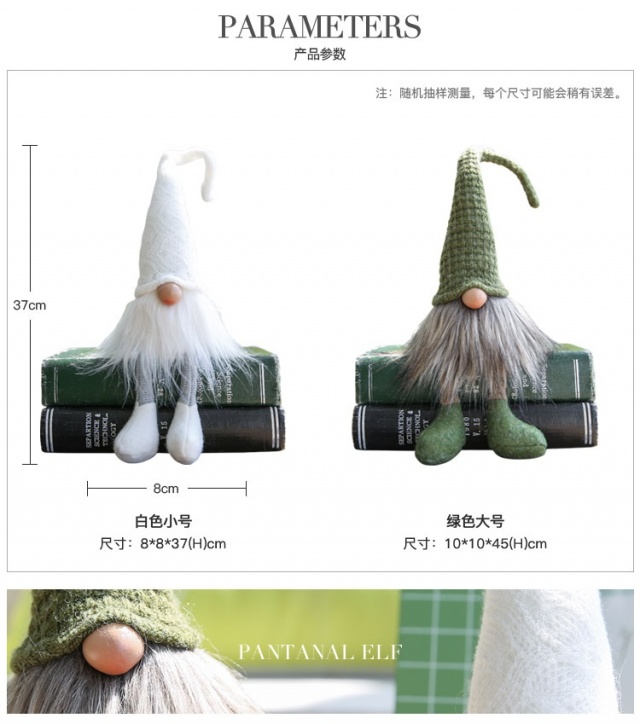 PARAMETERS
产品参数
注：随机抽样测量，每个尺寸可能会稍有误差。
37cm
8cm
白色小号
尺寸：8*8*37(H)cm
绿色大号
尺寸：10*10*45(H)cm
PANTANAL ELF